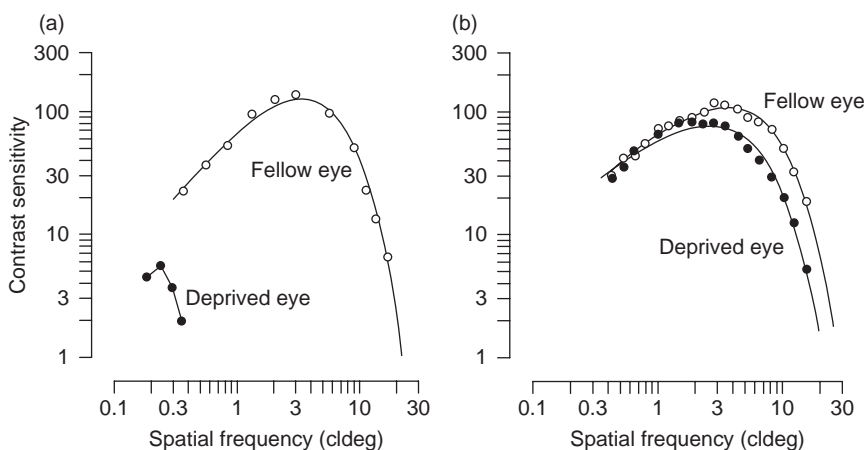 (a)
300
100
30
10
3
1
0.1
0.3
1
3
10
30
Contrast sensitivity
Fellow eye
Deprived eye
Spatial frequency (cldeg)
(b)
300
100
30
10
3
1
0.1
0.3
1
3
10
30
Fellow eye
Deprived eye
Spatial frequency (cldeg)